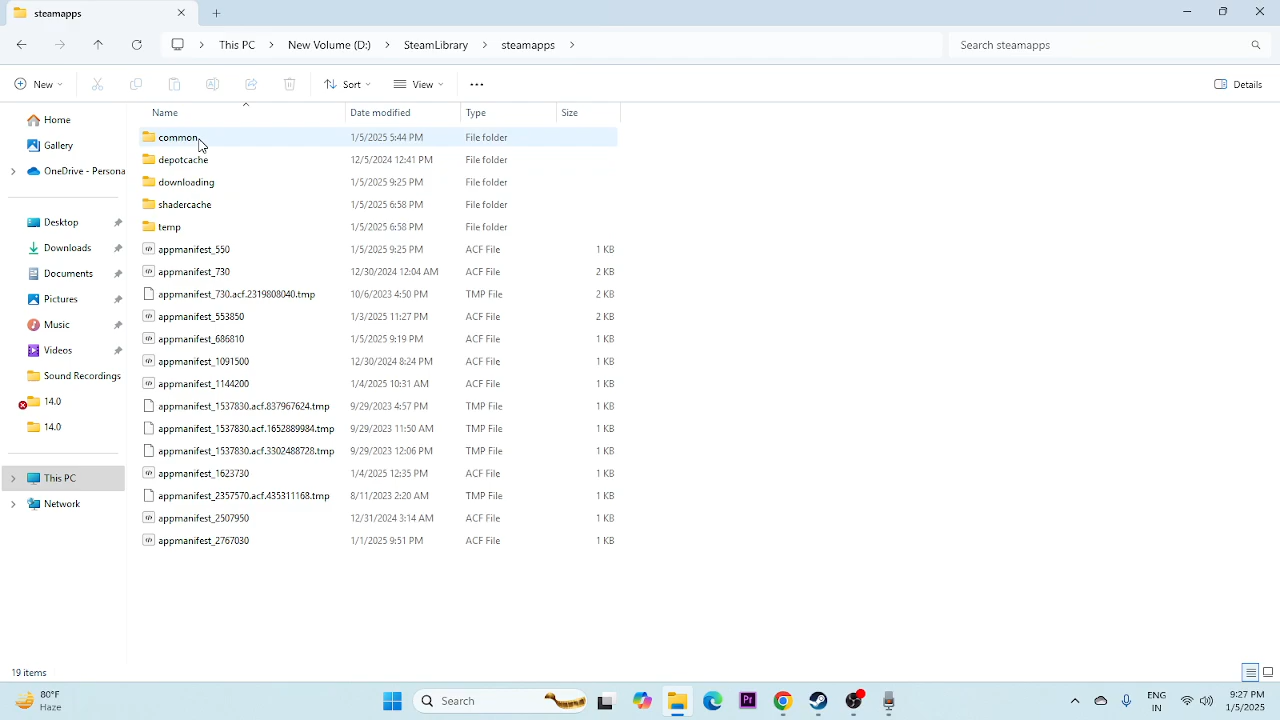 steamapps
This PC > New Volume (D:) > SteamLibrary > steamapps >
Search steamapps
New
Sort
View
Details
Home
Gallery
OneDrive - Persona
Desktop
Downloads
Documents
Pictures
Music
Videos
Sound Recordings
14.0
14.0
This PC
Network
Name Date modified Type Size
common 1/5/2025 5:44 PM File folder
depotcache 12/5/2024 12:41 PM File folder
downloading 1/5/2025 9:25 PM File folder
shadercache 1/5/2025 6:58 PM File folder
temp 1/5/2025 6:58 PM File folder
appmanifest_550 1/5/2025 9:25 PM ACF File 1 KB
appmanifest_730 12/30/2024 12:04 AM ACF File 2 KB
appmanifest_730.acf.2319808040.tmp 10/6/2023 4:50 PM TMP File 2 KB
appmanifest_553850 1/3/2025 11:27 PM ACF File 2 KB
appmanifest_686810 1/5/2025 9:19 PM ACF File 1 KB
appmanifest_1091500 12/30/2024 8:24 PM ACF File 1 KB
appmanifest_1144200 1/4/2025 10:31 AM ACF File 1 KB
appmanifest_1537830.acf.837967624.tmp 9/29/2023 4:57 PM TMP File 1 KB
appmanifest_1537830.acf.1652889984.tmp 9/29/2023 11:50 AM TMP File 1 KB
appmanifest_1537830.acf.3302488728.tmp 9/29/2023 12:06 PM TMP File 1 KB
appmanifest_1623730 1/4/2025 12:35 PM ACF File 1 KB
appmanifest_2357570.acf.435311168.tmp 8/11/2023 2:20 AM TMP File 1 KB
appmanifest_2507950 12/31/2024 3:14 AM ACF File 1 KB
appmanifest_2767030 1/1/2025 9:51 PM ACF File 1 KB
19 items
80°F
Haze
Search
Pr
ENG
IN
9:27 PM
1/5/2025